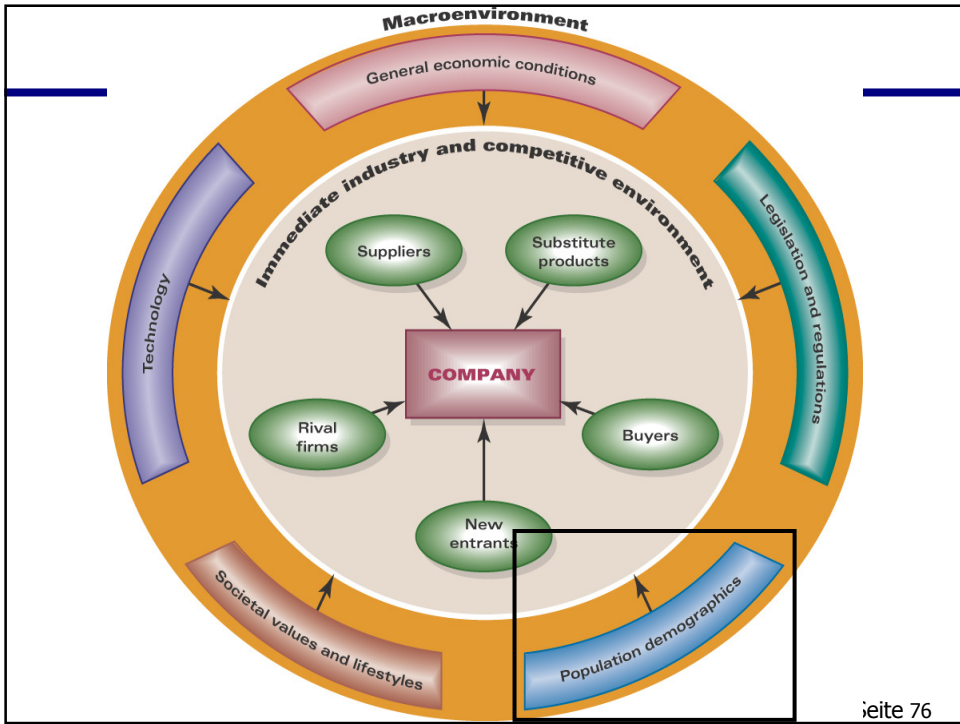 Macroenvironment
General economic conditions
Immediate industry and competitive environment
Technology
Legislation and regulations
Suppliers
Substitute
products
COMPANY
Rival
firms
Buyers
New
entrants
Societal values and lifestyles
Population demographics
Seite 76